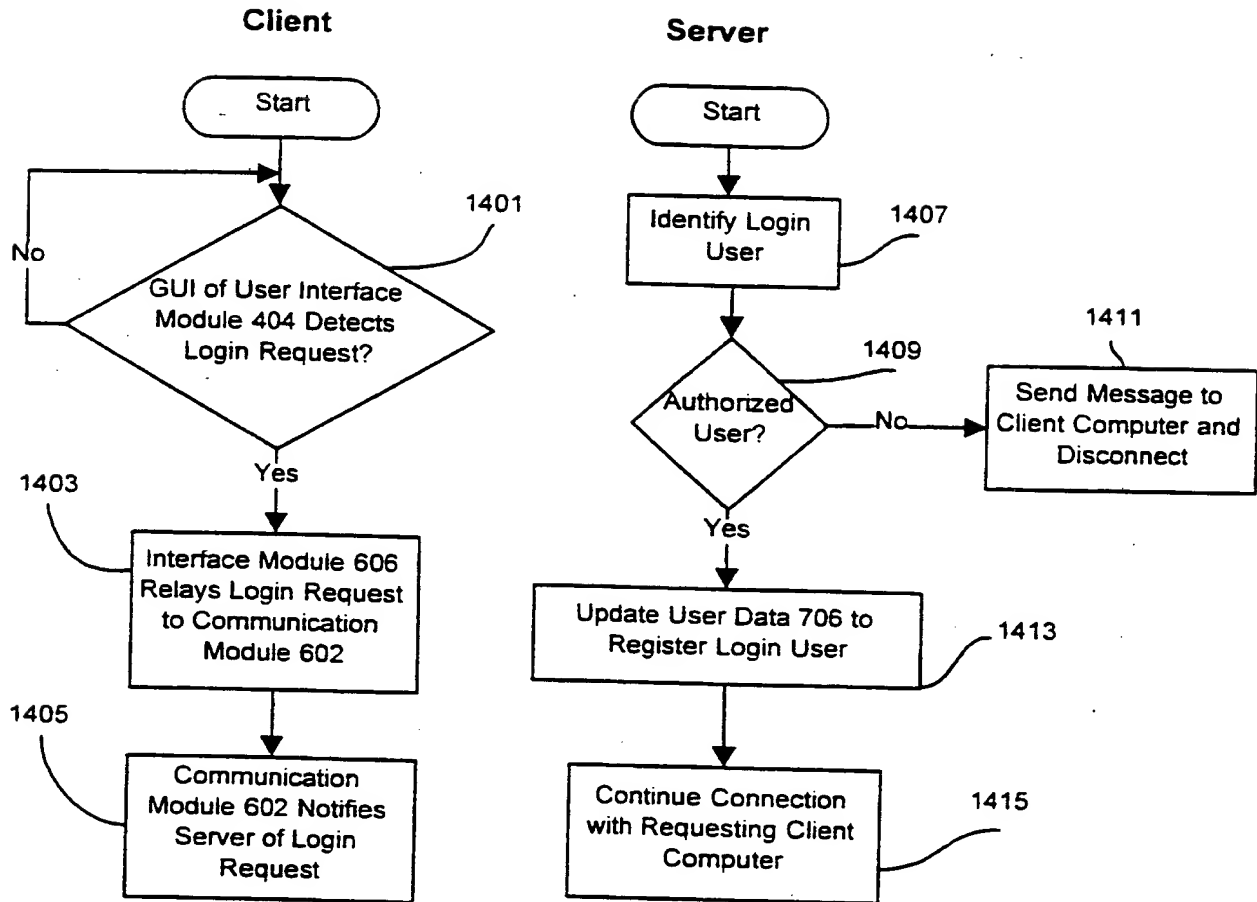 Client
Start
1401
No
GUI of User Interface
Module 404 Detects
Login Request?
Yes
1403
Interface Module 606
Relays Login Request
to Communication
Module 602
1405
Communication
Module 602 Notifies
Server of Login
Request
Server
Start
1407
Identify Login
User
1409
Authorized
User?
No
1411
Send Message to
Client Computer and
Disconnect
Yes
Update User Data 706 to
Register Login User
1413
Continue Connection
with Requesting Client
Computer
1415